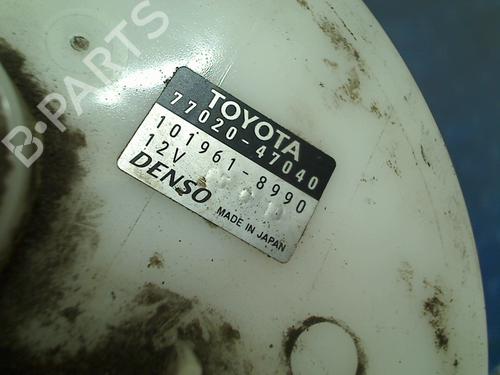 B-PARTS
TOYOTA
77020-47040
101961-8990
12V
DENSO
MADE IN JAPAN